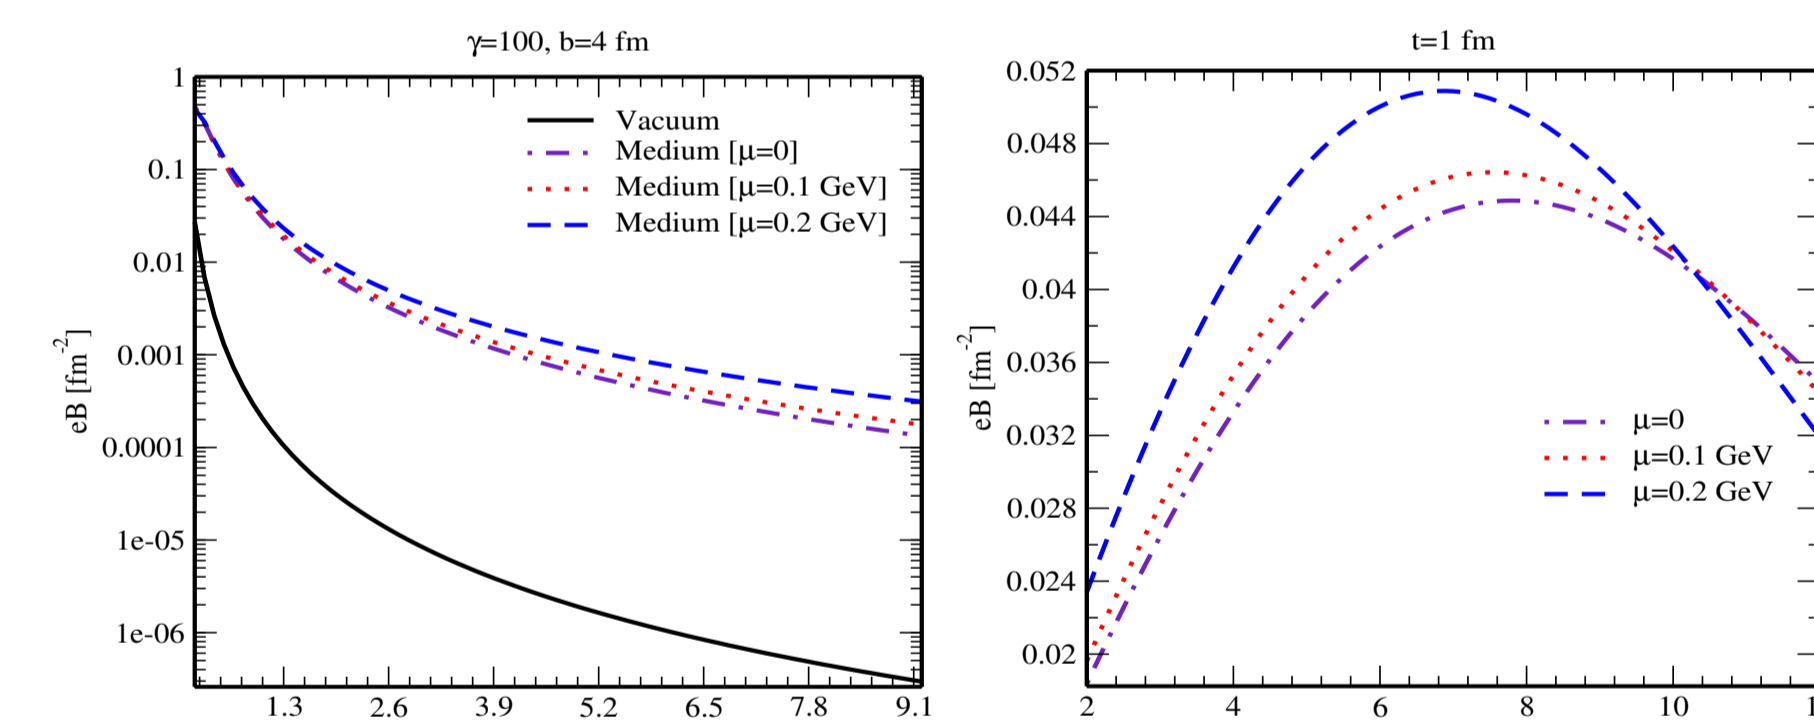 γ=100, b=4 fm
1
0.1
0.01
0.001
0.0001
1e-05
1e-06
eB [fm⁻²]
Vacuum
Medium [μ=0]
Medium [μ=0.1 GeV]
Medium [μ=0.2 GeV]
1.3 2.6 3.9 5.2 6.5 7.8 9.1
t=1 fm
0.052
0.048
0.044
0.04
0.036
0.032
0.028
0.024
0.02
eB [fm⁻²]
μ=0
μ=0.1 GeV
μ=0.2 GeV
2 4 6 8 10